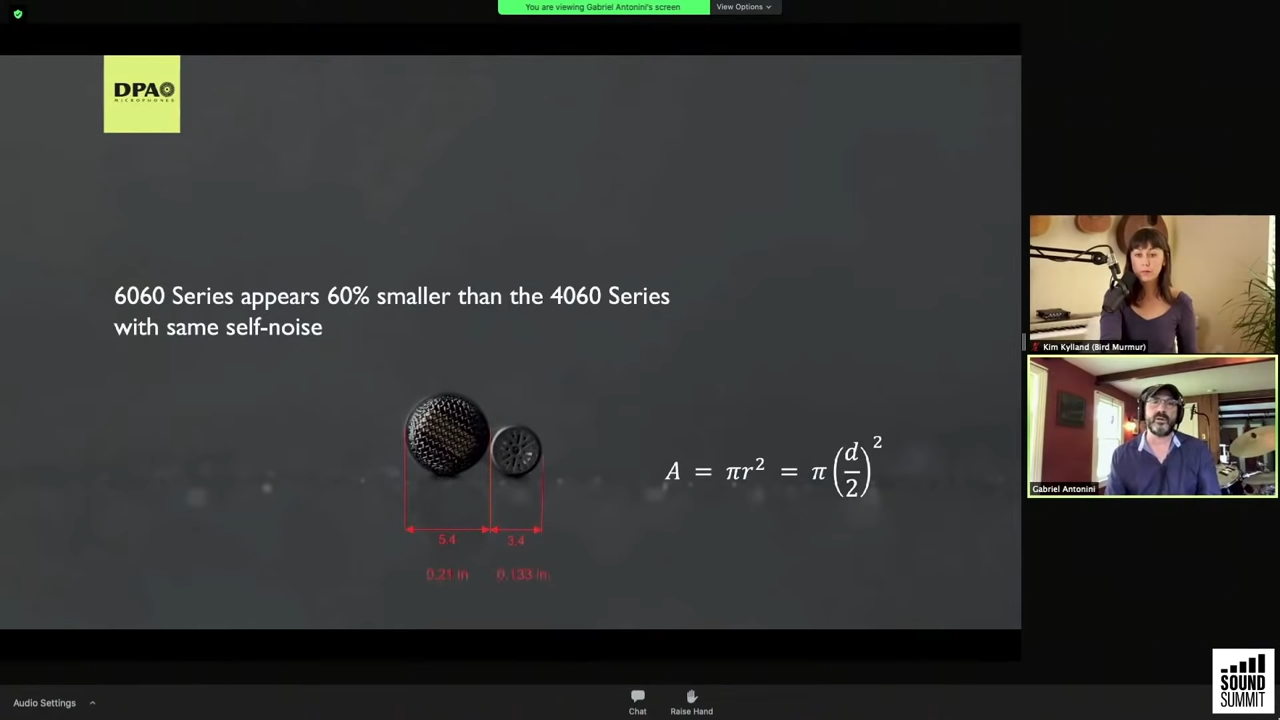 You are viewing Gabriel Antonini's screen
View Options
DPA
MICROPHONES
6060 Series appears 60% smaller than the 4060 Series
with same self-noise
A = πr² = π(d/2)²
5.4
3.4
0.21 in
0.133 in.
Kim Kylland (Bird Murmur)
Gabriel Antonini
Audio Settings
Chat
Raise Hand
SOUND
SUMMIT